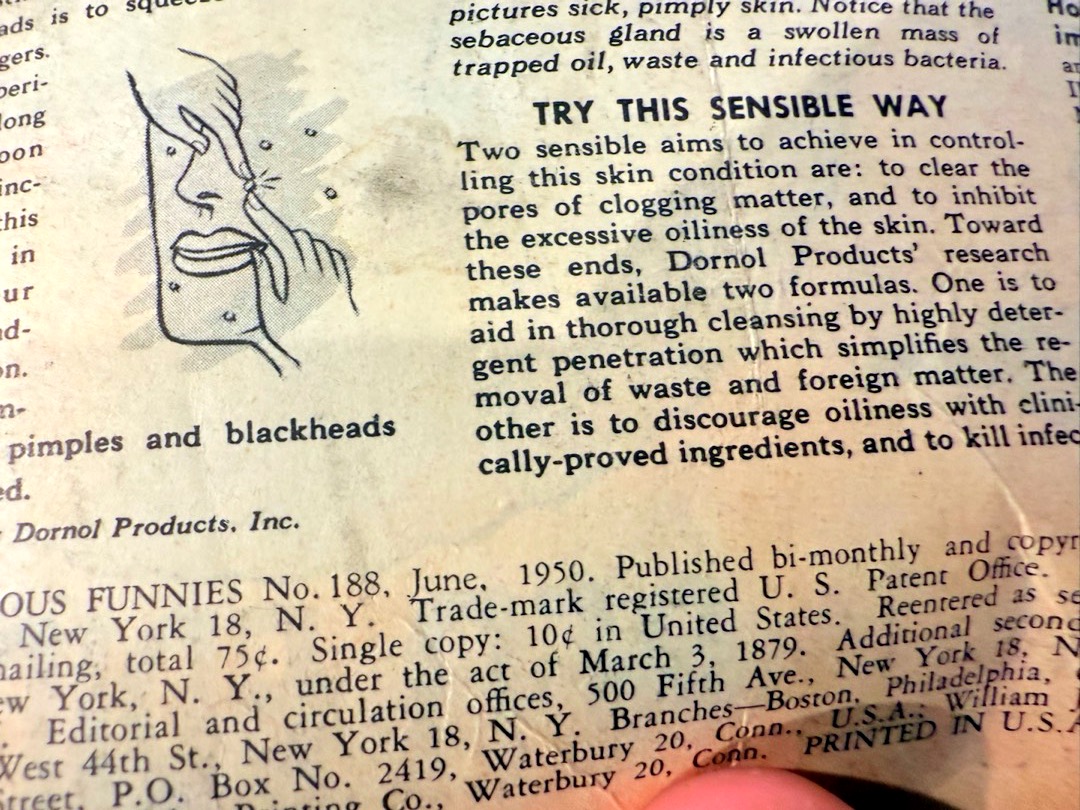 ads is to
gers.
peri-
long
oon
inc-
this
in
ur
nd-
on.
m-
pimples and blackheads
ed.
Dornol Products, Inc.
pictures sick, pimply skin. Notice that the
sebaceous gland is a swollen mass of
trapped oil, waste and infectious bacteria.
TRY THIS SENSIBLE WAY
Two sensible aims to achieve in control-
ling this skin condition are: to clear the
pores of clogging matter, and to inhibit
the excessive oiliness of the skin. Toward
these ends, Dornol Products' research
makes available two formulas. One is to
aid in thorough cleansing by highly deter-
gent penetration which simplifies the re-
moval of waste and foreign matter. The
other is to discourage oiliness with clini-
cally-proved ingredients, and to kill infec
OUS FUNNIES No. 188, June, 1950. Published bi-monthly and copyr
New York 18, N. Y. Trade-mark registered U. S. Patent Office.
mailing, total 75¢. Single copy: 10¢ in United States. Reentered as se
ew York, N. Y., under the act of March 3, 1879. Additional second
Editorial and circulation offices, 500 Fifth Ave., New York 18, N
West 44th St., New York 18, N. Y. Branches—Boston, Philadelphia,
Street, P.O. Box No. 2419, Waterbury 20, Conn., U.S.A.; William
Printing Co., Waterbury 20, Conn. PRINTED IN U.S.A